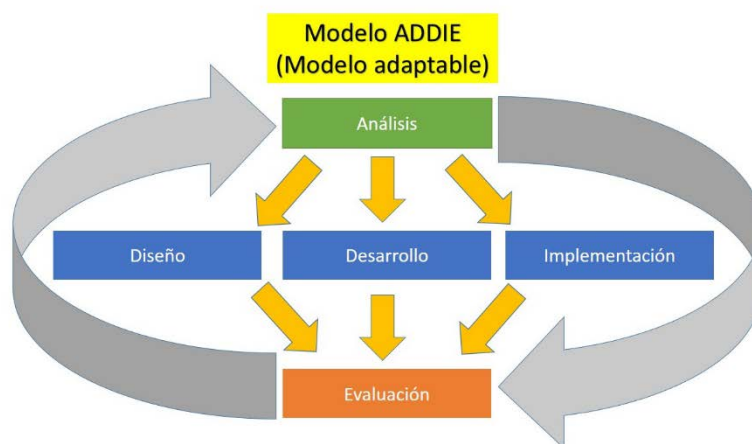 Modelo ADDIE
(Modelo adaptable)
Análisis
Diseño
Desarrollo
Implementación
Evaluación